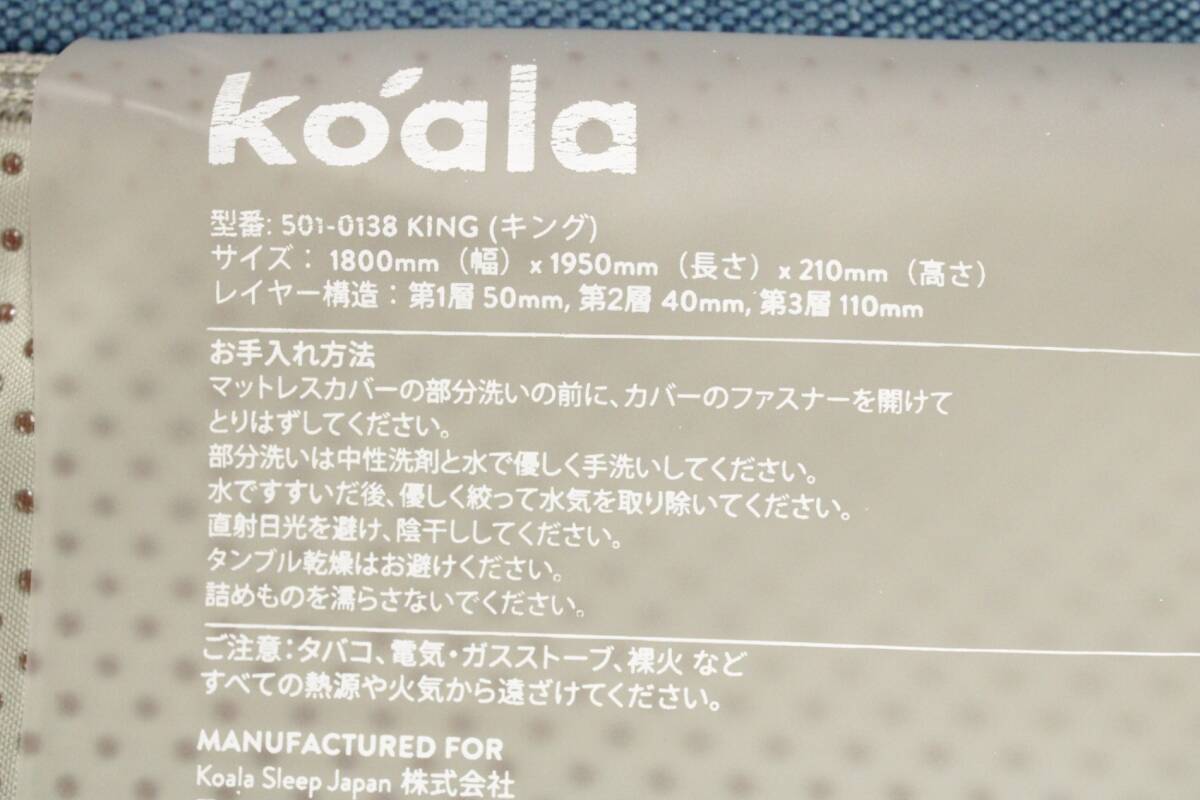 koala
型番: 501-0138 KING (キング)
サイズ： 1800mm（幅）x 1950mm（長さ）x 210mm（高さ）
レイヤー構造：第1層 50mm, 第2層 40mm, 第3層 110mm
お手入れ方法
マットレスカバーの部分洗いの前に、カバーのファスナーを開けて
とりはずしてください。
部分洗いは中性洗剤と水で優しく手洗いしてください。
水ですすいだ後、優しく絞って水気を取り除いてください。
直射日光を避け、陰干ししてください。
タンブル乾燥はお避けください。
詰めものを濡らさないでください。
ご注意：タバコ、電気・ガスストーブ、裸火 など
すべての熱源や火気から遠ざけてください。
MANUFACTURED FOR
Koala Sleep Japan 株式会社